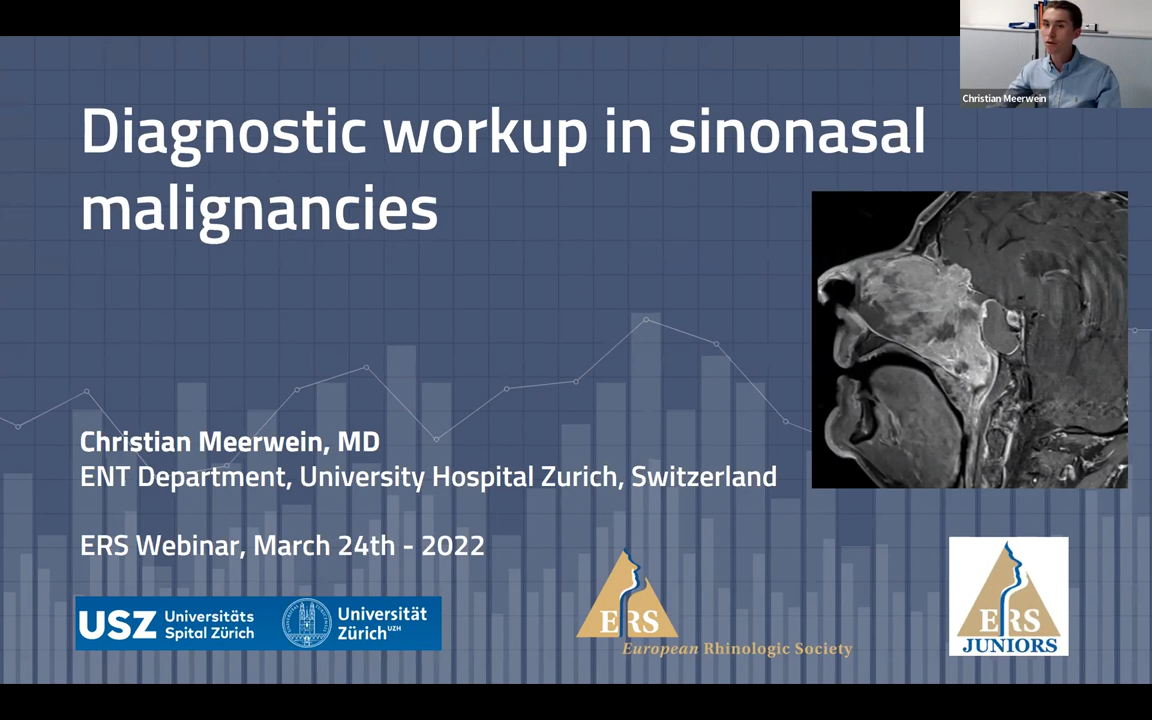 Christian Meerwein
Diagnostic workup in sinonasal
malignancies
Christian Meerwein, MD
ENT Department, University Hospital Zurich, Switzerland
ERS Webinar, March 24th - 2022
USZ Universitäts
Spital Zürich
Universität
Zürich UZH
ERS
European Rhinologic Society
ERS
JUNIORS